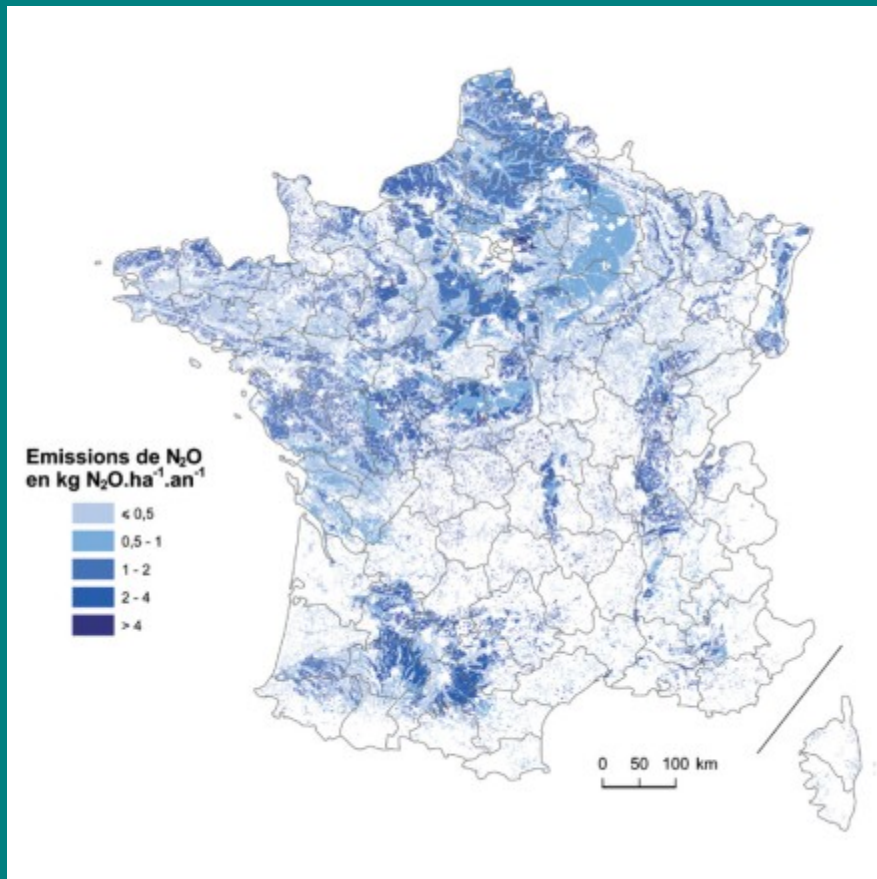 Emissions de N₂O
en kg N₂O.ha⁻¹.an⁻¹
⩽ 0,5
0,5 - 1
1 - 2
2 - 4
> 4
0 50 100 km